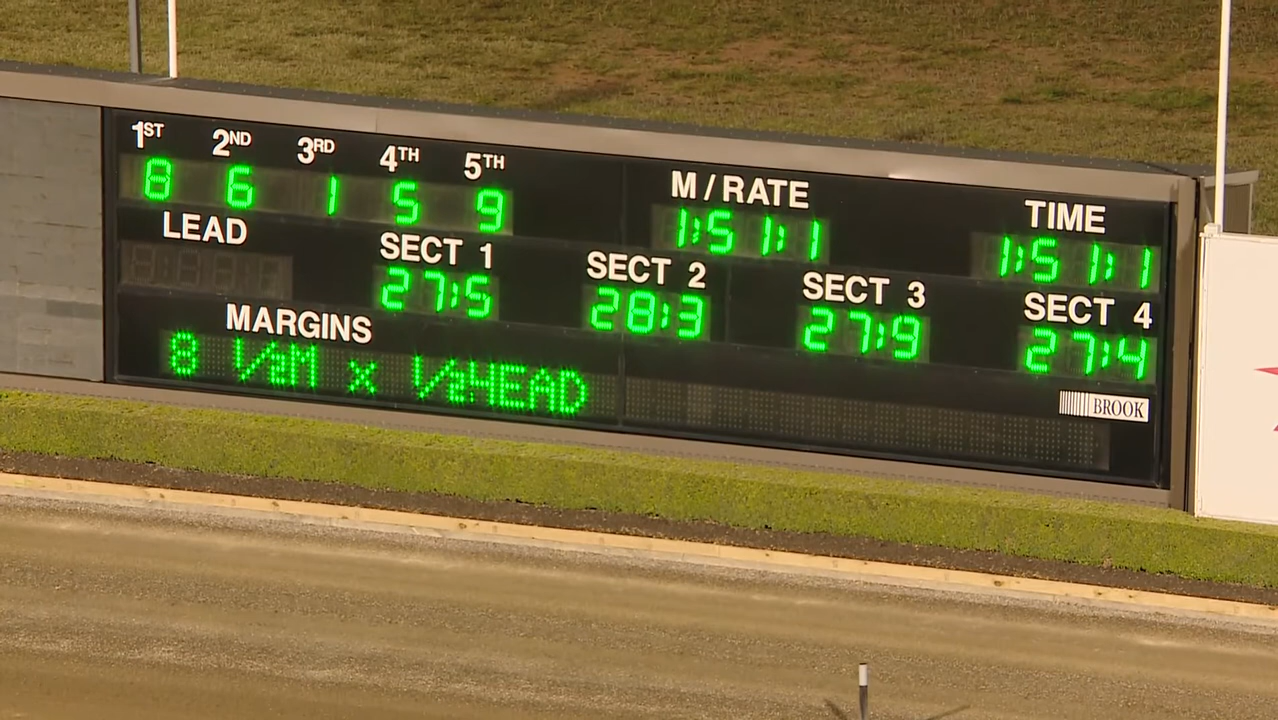 1ST 2ND 3RD 4TH 5TH M / RATE TIME
8 6 1 5 9 1:51:1 1:51:1
LEAD SECT 1 SECT 2 SECT 3 SECT 4
27:5 28:3 27:9 27:4
MARGINS
8 1/2M x 1/2HEAD
BROOK